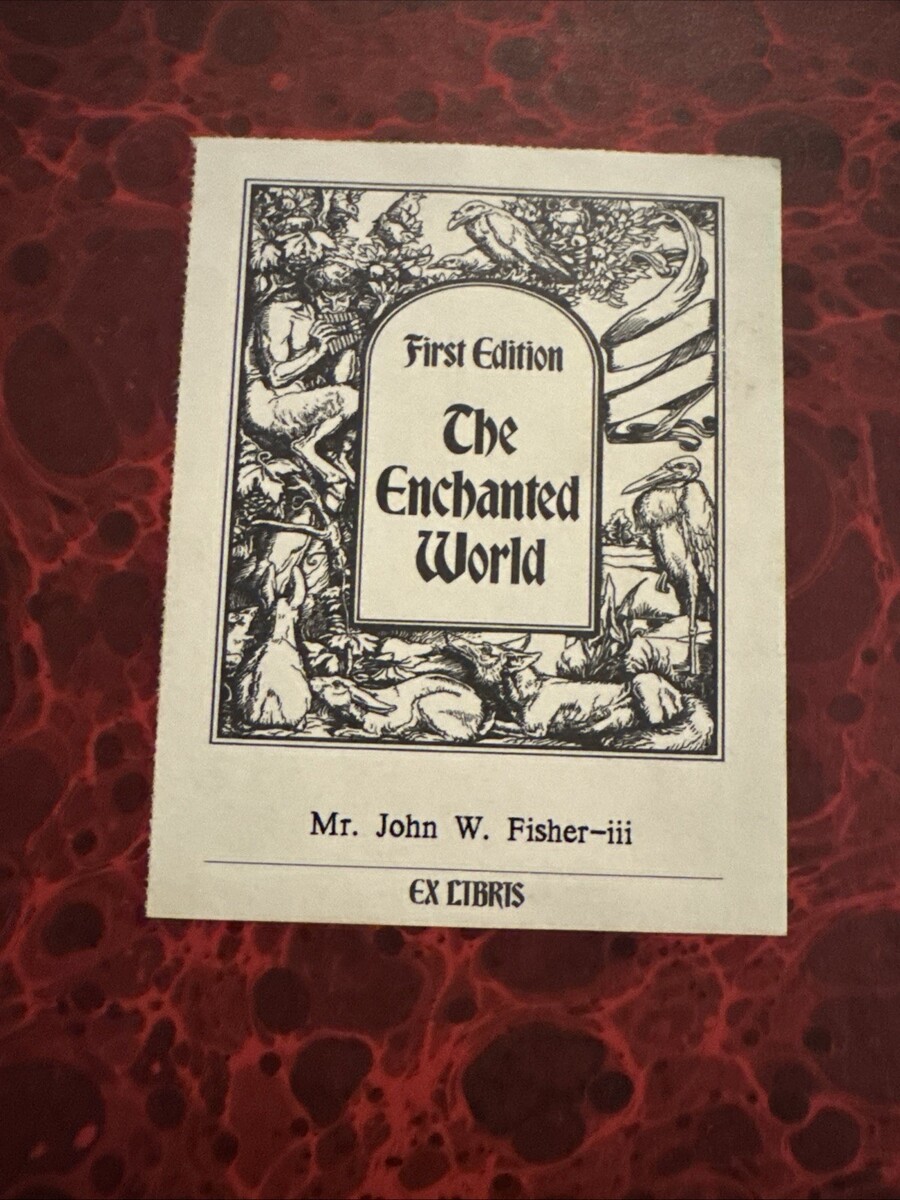 First Edition
The
Enchanted
World
Mr. John W. Fisher-iii
EX LIBRIS